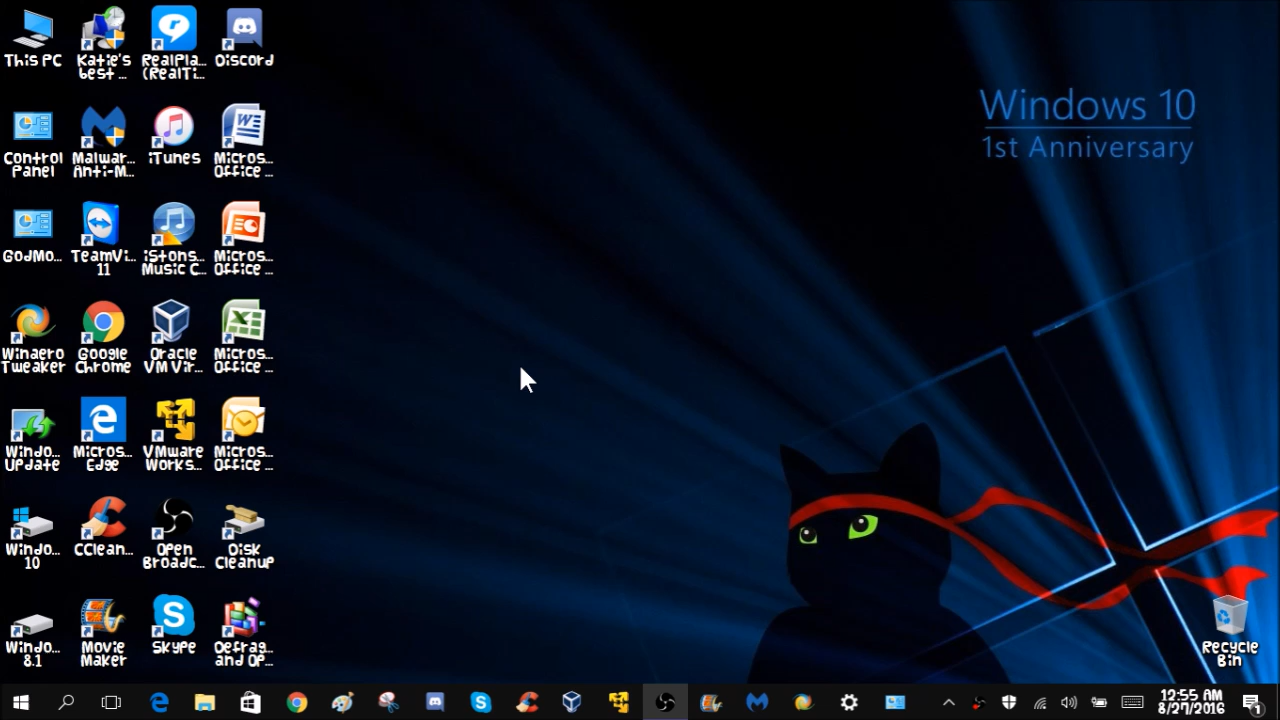 This PC
Katie's
best ...
RealPla...
(RealTi...
Discord
Windows 10
1st Anniversary
Control
Panel
Malwar...
Anti-M...
iTunes
Micros...
Office ...
GodMo...
TeamVi...
11
iStons...
Music C...
Micros...
Office ...
Winaero
Tweaker
Google
Chrome
Oracle
VM Vir...
Micros...
Office ...
Windo...
Update
Micros...
Edge
VMware
Works...
Micros...
Office ...
Windo...
10
CClean...
Open
Broadc...
Disk
Cleanup
Windo...
8.1
Movie
Maker
Skype
Defrag...
and Op...
Recycle
Bin
12:55 AM
8/27/2016
1